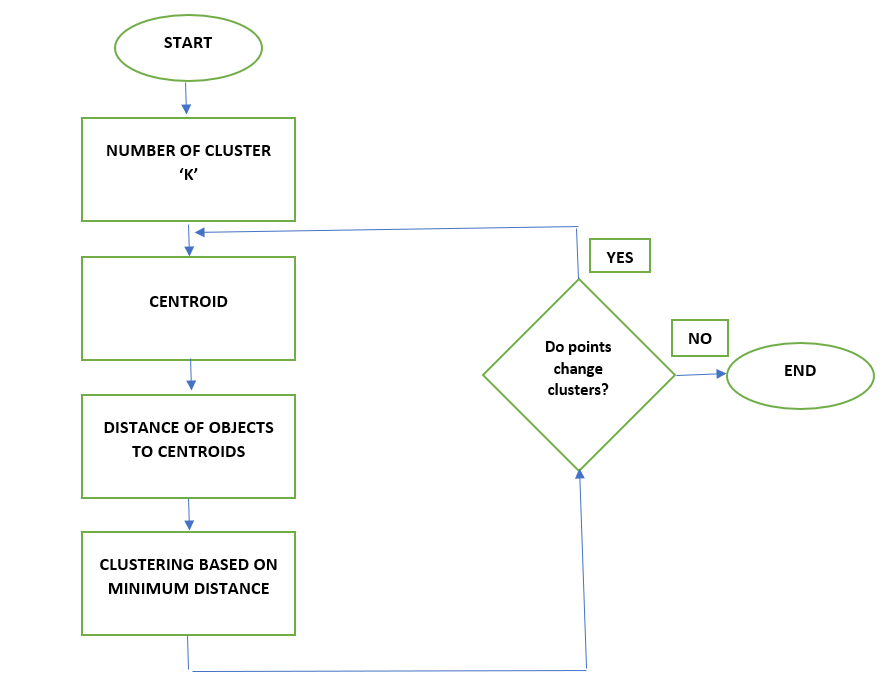 START
NUMBER OF CLUSTER
‘K’
CENTROID
DISTANCE OF OBJECTS
TO CENTROIDS
CLUSTERING BASED ON
MINIMUM DISTANCE
Do points
change
clusters?
YES
NO
END